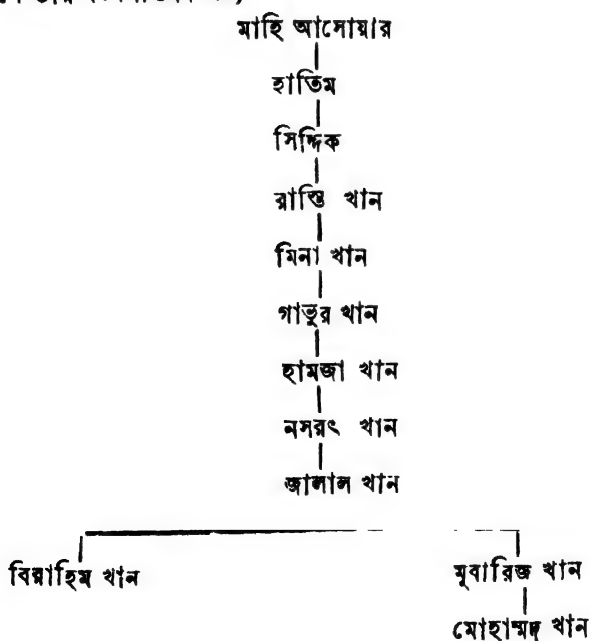 মাহি আসোয়ার
হাতিম
সিদ্দিক
রাস্তি খান
মিনা খান
গাভুর খান
হামজা খান
নসরৎ খান
জালাল খান
বিরাহিম খান
মুবারিজ খান
মোহাম্মদ খান